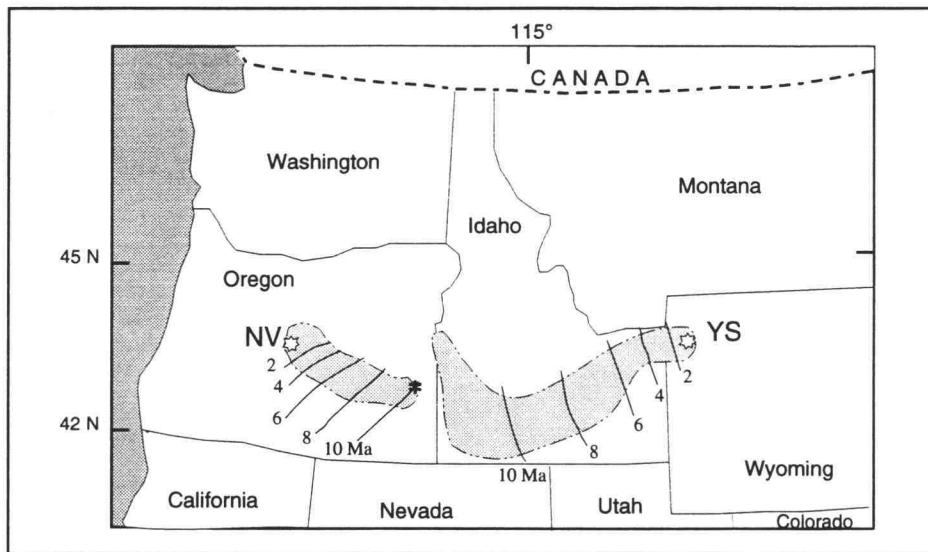 115°
CANADA
Washington
Montana
Idaho
45 N
Oregon
NV
YS
2
4
6
8
10 Ma
2
4
6
8
10 Ma
42 N
Wyoming
California
Nevada
Utah
Colorado